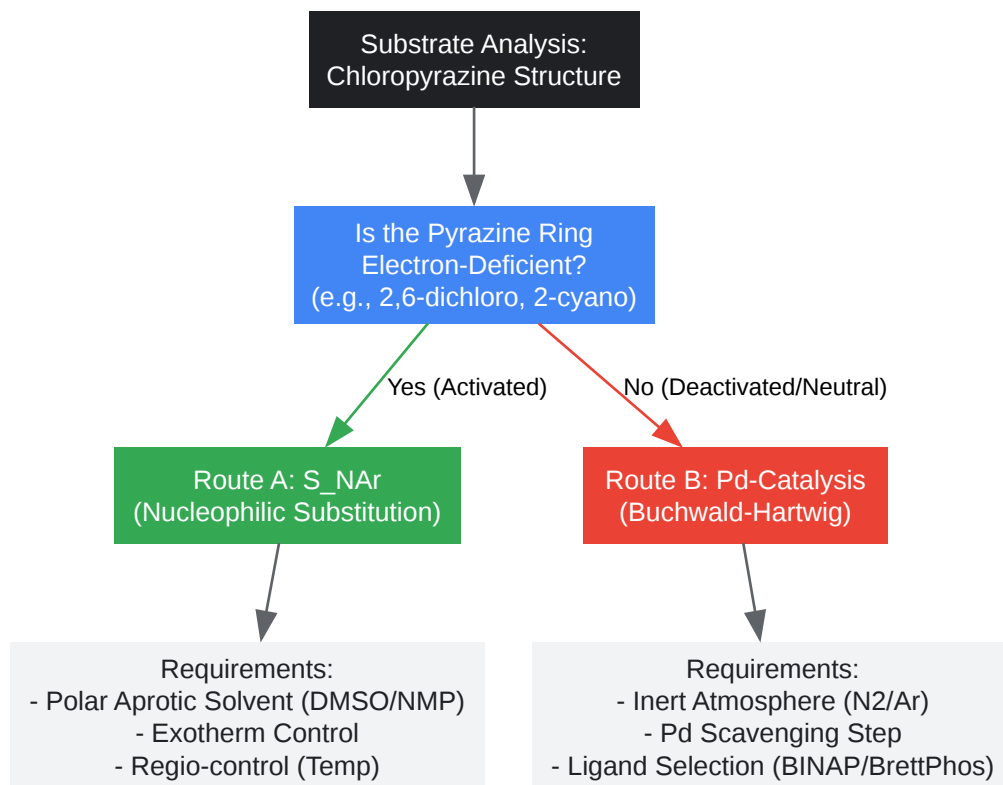 Substrate Analysis:
Chloropyrazine Structure
Is the Pyrazine Ring
Electron-Deficient?
(e.g., 2,6-dichloro, 2-cyano)
Yes (Activated)
No (Deactivated/Neutral)
Route A: S_NAr
(Nucleophilic Substitution)
Route B: Pd-Catalysis
(Buchwald-Hartwig)
Requirements:
- Polar Aprotic Solvent (DMSO/NMP)
- Exotherm Control
- Regio-control (Temp)
Requirements:
- Inert Atmosphere (N2/Ar)
- Pd Scavenging Step
- Ligand Selection (BINAP/BrettPhos)